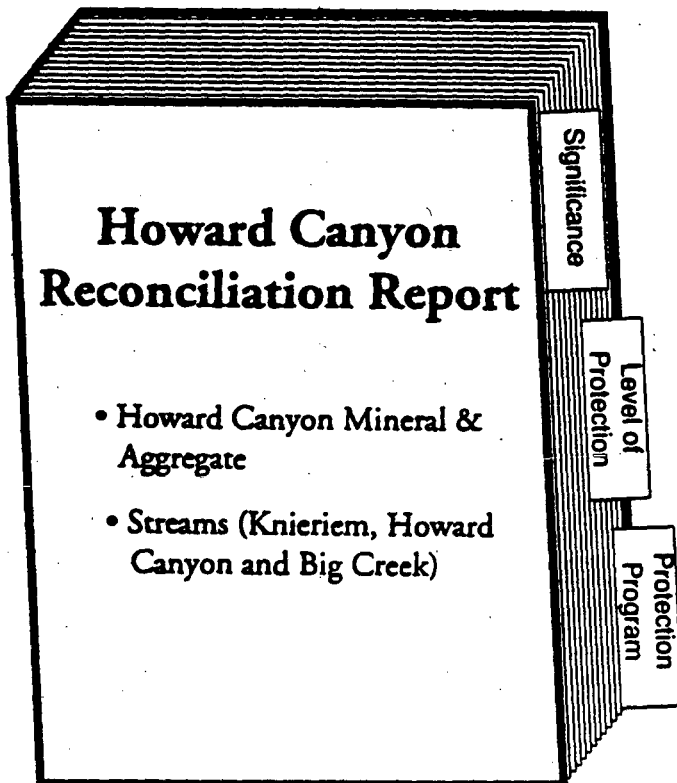 Howard Canyon
Reconciliation Report
• Howard Canyon Mineral &
Aggregate
• Streams (Knieriem, Howard
Canyon and Big Creek)
Significance
Level of
Protection
Protection
Program